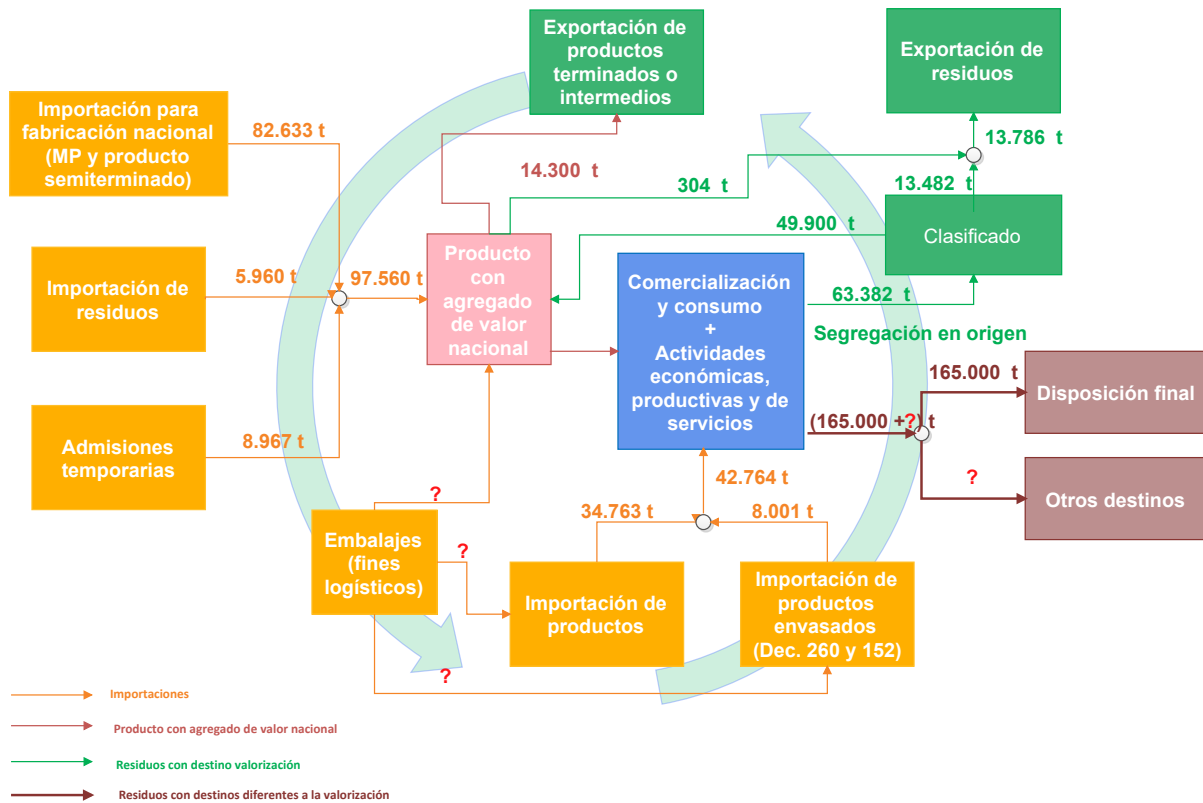 Exportación de
productos
terminados o
intermedios
Exportación de
residuos
Importación para
fabricación nacional
(MP y producto
semiterminado)
82.633 t
13.786 t
14.300 t
304 t
13.482 t
49.900 t
Clasificado
Importación de
residuos
5.960 t
97.560 t
Producto
con
agregado
de valor
nacional
Comercialización
y consumo
+
Actividades
económicas,
productivas y de
servicios
63.382 t
Segregación en origen
165.000 t
Disposición final
(165.000 +?) t
Admisiones
temporarias
8.967 t
?
Otros destinos
42.764 t
?
34.763 t
8.001 t
Embalajes
(fines
logísticos)
?
Importación de
productos
Importación de
productos
envasados
(Dec. 260 y 152)
?
Importaciones
Producto con agregado de valor nacional
Residuos con destino valorización
Residuos con destinos diferentes a la valorización